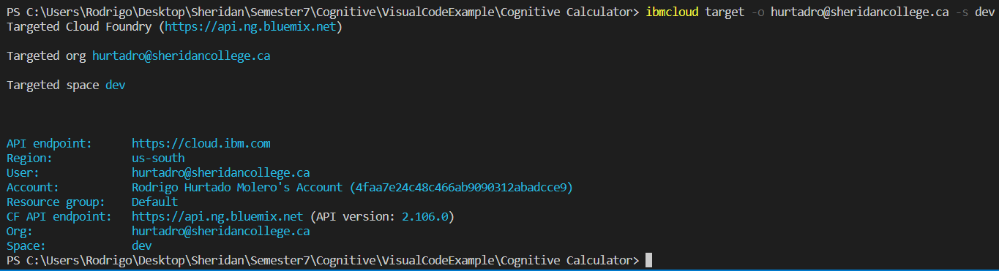 PS C:\Users\Rodrigo\Desktop\Sheridan\Semester7\Cognitive\VisualCodeExample\Cognitive Calculator> ibmcloud target -o hurtadro@sheridancollege.ca -s dev
Targeted Cloud Foundry (https://api.ng.bluemix.net)
Targeted org hurtadro@sheridancollege.ca
Targeted space dev
API endpoint: https://cloud.ibm.com
Region: us-south
User: hurtadro@sheridancollege.ca
Account: Rodrigo Hurtado Molero's Account (4faa7e24c48c466ab9090312abadcce9)
Resource group: Default
CF API endpoint: https://api.ng.bluemix.net (API version: 2.106.0)
Org: hurtadro@sheridancollege.ca
Space: dev
PS C:\Users\Rodrigo\Desktop\Sheridan\Semester7\Cognitive\VisualCodeExample\Cognitive Calculator>